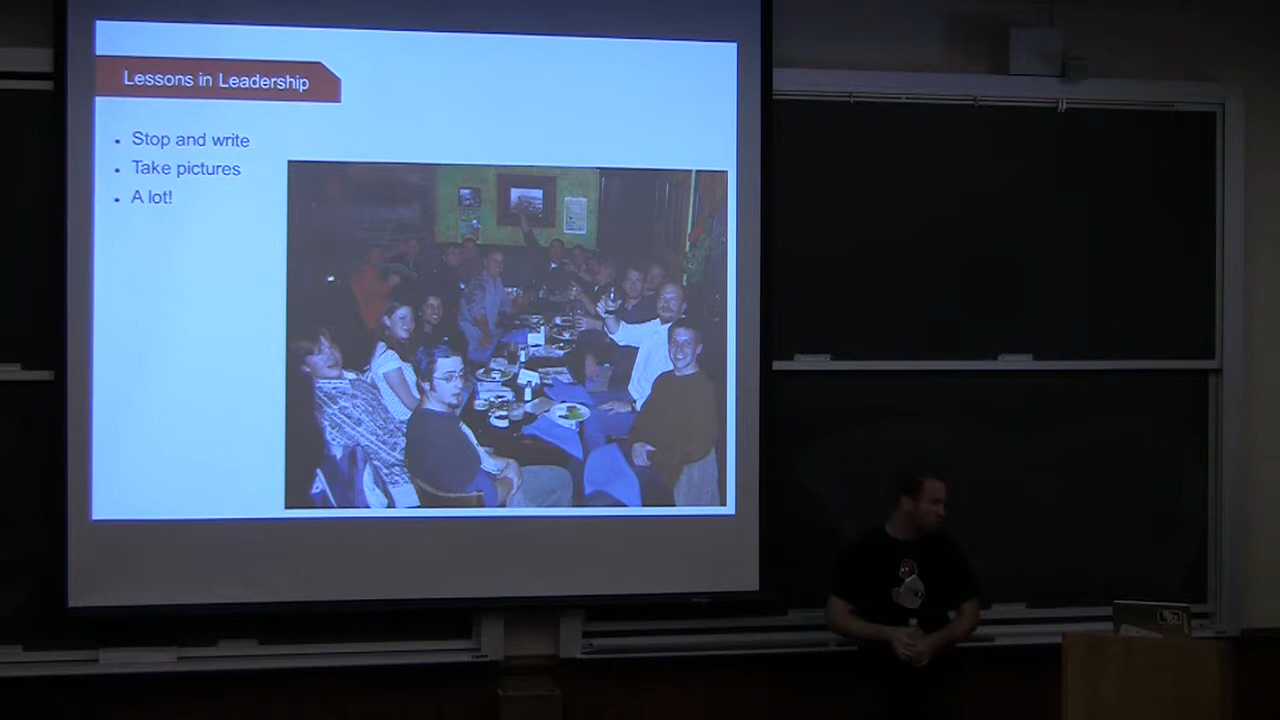 Lessons in Leadership
Stop and write
Take pictures
A lot!